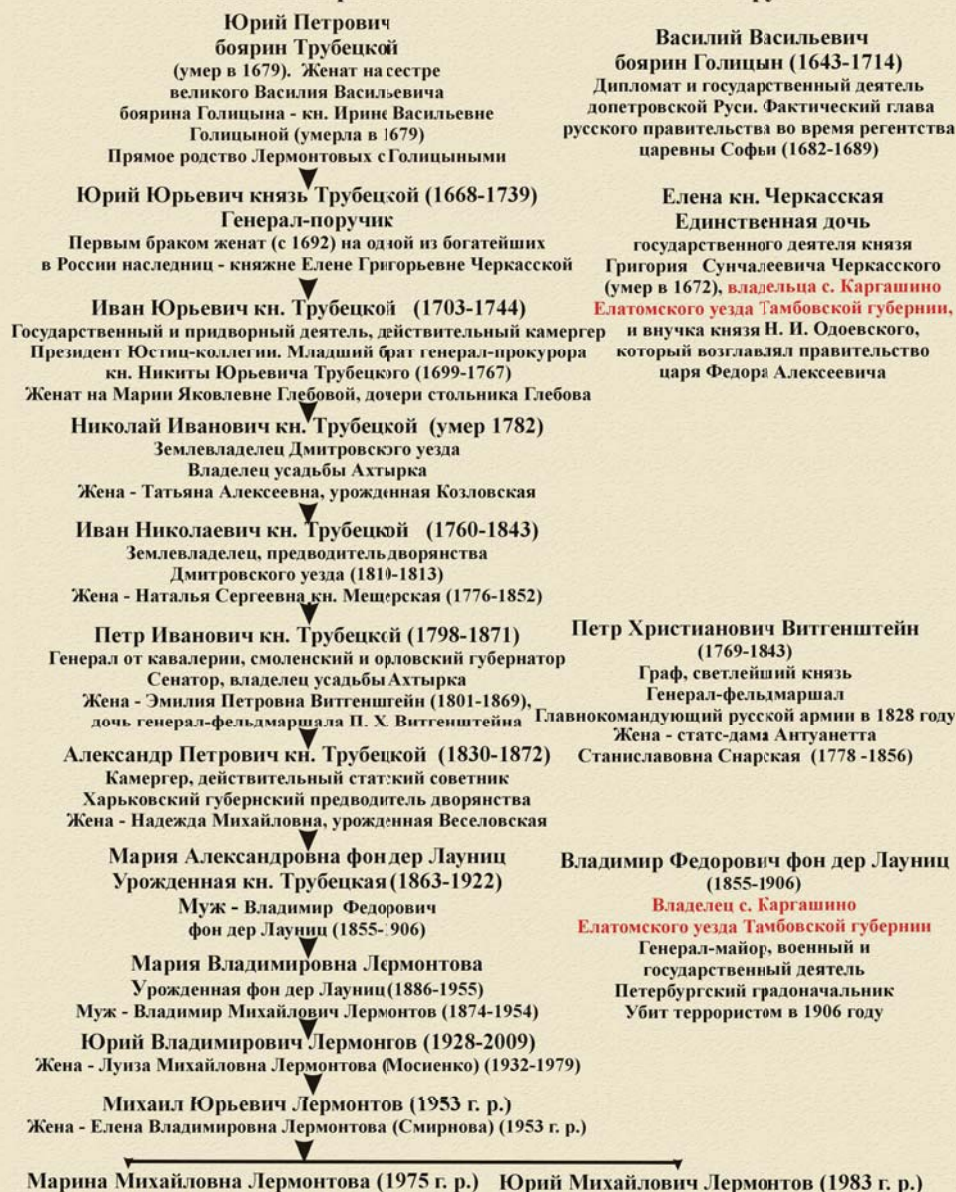 Юрий Петрович
боярин Трубецкой
(умер в 1679). Женат на сестре
великого Василия Васильевича
боярина Голицына - кн. Ирине Васильевне
Голицыной (умерла в 1679)
Прямое родство Лермонтовых с Голицыными
Василий Васильевич
боярин Голицын (1643-1714)
Дипломат и государственный деятель
допетровской Руси. Фактический глава
русского правительства во время регентства
царевны Софьи (1682-1689)
Юрий Юрьевич князь Трубецкой (1668-1739)
Генерал-поручик
Первым браком женат (с 1692) на одной из богатейших
в России наследниц - княжне Елене Григорьевне Черкасской
Елена кн. Черкасская
Единственная дочь
государственного деятеля князя
Григория Сунчалеевича Черкасского
(умер в 1672), владельца с. Каргашино
Елатомского уезда Тамбовской губернии,
и внучка князя Н. И. Одоевского,
который возглавлял правительство
царя Федора Алексеевича
Иван Юрьевич кн. Трубецкой (1703-1744)
Государственный и придворный деятель, действительный камергер
Президент Юстиц-коллегии. Младший брат генерал-прокурора
кн. Никиты Юрьевича Трубецкого (1699-1767)
Женат на Марии Яковлевне Глебовой, дочери стольника Глебова
Николай Иванович кн. Трубецкой (умер 1782)
Землевладелец Дмитровского уезда
Владелец усадьбы Ахтырка
Жена - Татьяна Алексеевна, урожденная Козловская
Иван Николаевич кн. Трубецкой (1760-1843)
Землевладелец, предводитель дворянства
Дмитровского уезда (1810-1813)
Жена - Наталья Сергеевна кн. Мещерская (1776-1852)
Петр Иванович кн. Трубецкой (1798-1871)
Генерал от кавалерии, смоленский и орловский губернатор
Сенатор, владелец усадьбы Ахтырка
Жена - Эмилия Петровна Витгенштейн (1801-1869),
дочь генерал-фельдмаршала П. Х. Витгенштейна
Петр Христианович Витгенштейн
(1769-1843)
Граф, светлейший князь
Генерал-фельдмаршал
Главнокомандующий русской армии в 1828 году
Жена - статс-дама Антуанетта
Станиславовна Снарская (1778 -1856)
Александр Петрович кн. Трубецкой (1830-1872)
Камергер, действительный статский советник
Харьковский губернский предводитель дворянства
Жена - Надежда Михайловна, урожденная Веселовская
Мария Александровна фон дер Лауниц
Урожденная кн. Трубецкая (1863-1922)
Муж - Владимир Федорович
фон дер Лауниц (1855-1906)
Владимир Федорович фон дер Лауниц
(1855-1906)
Владелец с. Каргашино
Елатомского уезда Тамбовской губернии
Генерал-майор, военный и
государственный деятель
Петербургский градоначальник
Убит террористом в 1906 году
Мария Владимировна Лермонтова
Урожденная фон дер Лауниц (1886-1955)
Муж - Владимир Михайлович Лермонтов (1874-1954)
Юрий Владимирович Лермонтов (1928-2009)
Жена - Луиза Михайловна Лермонтова (Мосиенко) (1932-1979)
Михаил Юрьевич Лермонтов (1953 г. р.)
Жена - Елена Владимировна Лермонтова (Смирнова) (1953 г. р.)
Марина Михайловна Лермонтова (1975 г. р.) Юрий Михайлович Лермонтов (1983 г. р.)